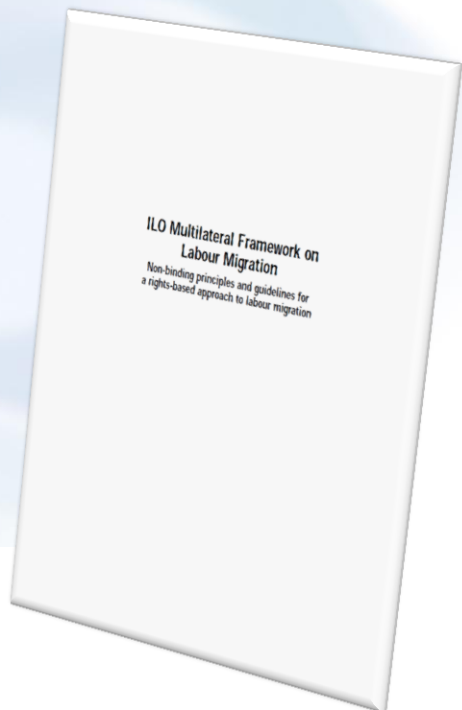 ILO Multilateral Framework on
Labour Migration
Non-binding principles and guidelines for
a rights-based approach to labour migration